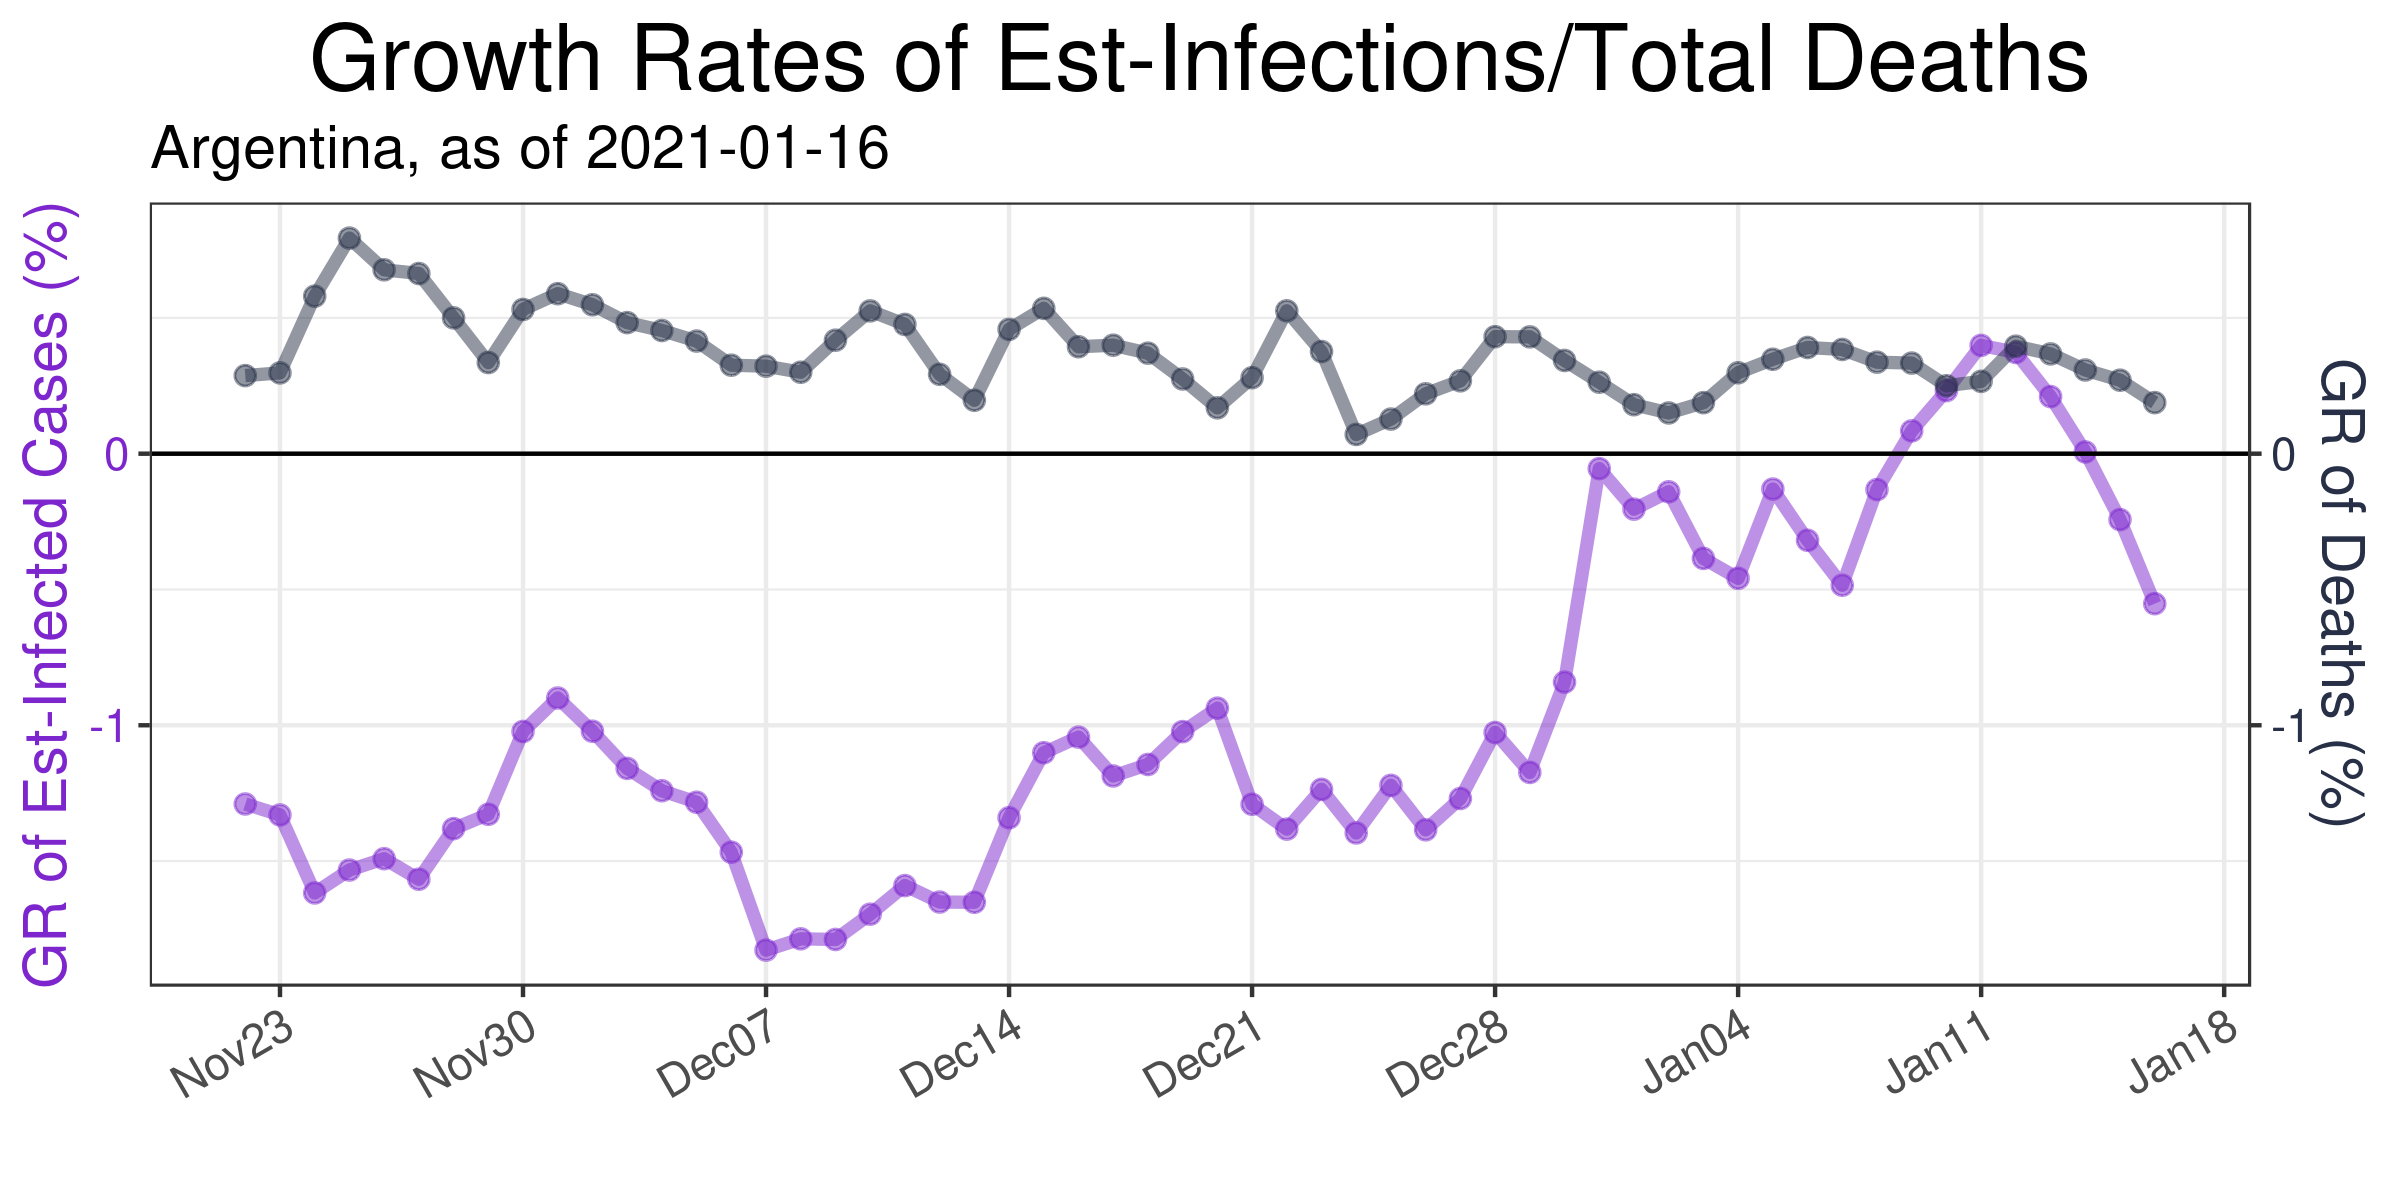 Growth Rates of Est-Infections/Total Deaths
Argentina, as of 2021-01-16
GR of Est-Infected Cases (%)
0
-1
0
-1
GR of Deaths (%)
Nov23
Nov30
Dec07
Dec14
Dec21
Dec28
Jan04
Jan11
Jan18